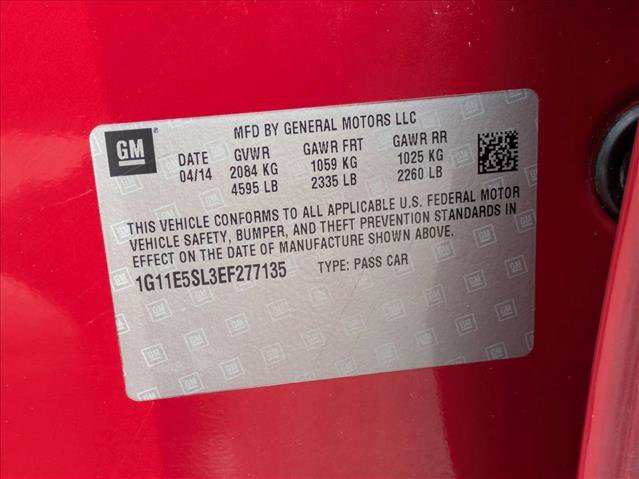 GM
MFD BY GENERAL MOTORS LLC
DATE GVWR GAWR FRT GAWR RR
04/14 2084 KG 1059 KG 1025 KG
4595 LB 2335 LB 2260 LB
THIS VEHICLE CONFORMS TO ALL APPLICABLE U.S. FEDERAL MOTOR
VEHICLE SAFETY, BUMPER, AND THEFT PREVENTION STANDARDS IN
EFFECT ON THE DATE OF MANUFACTURE SHOWN ABOVE.
1G11E5SL3EF277135 TYPE: PASS CAR